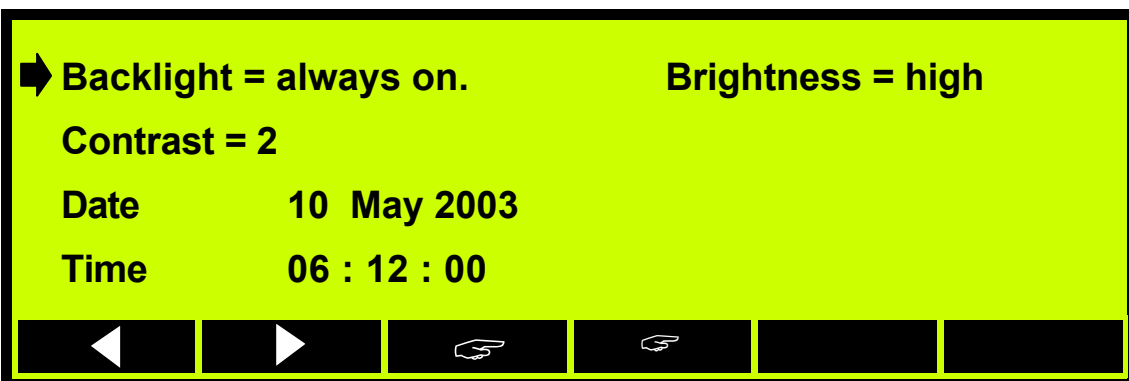 Backlight = always on. Brightness = high
Contrast = 2
Date 10 May 2003
Time 06 : 12 : 00